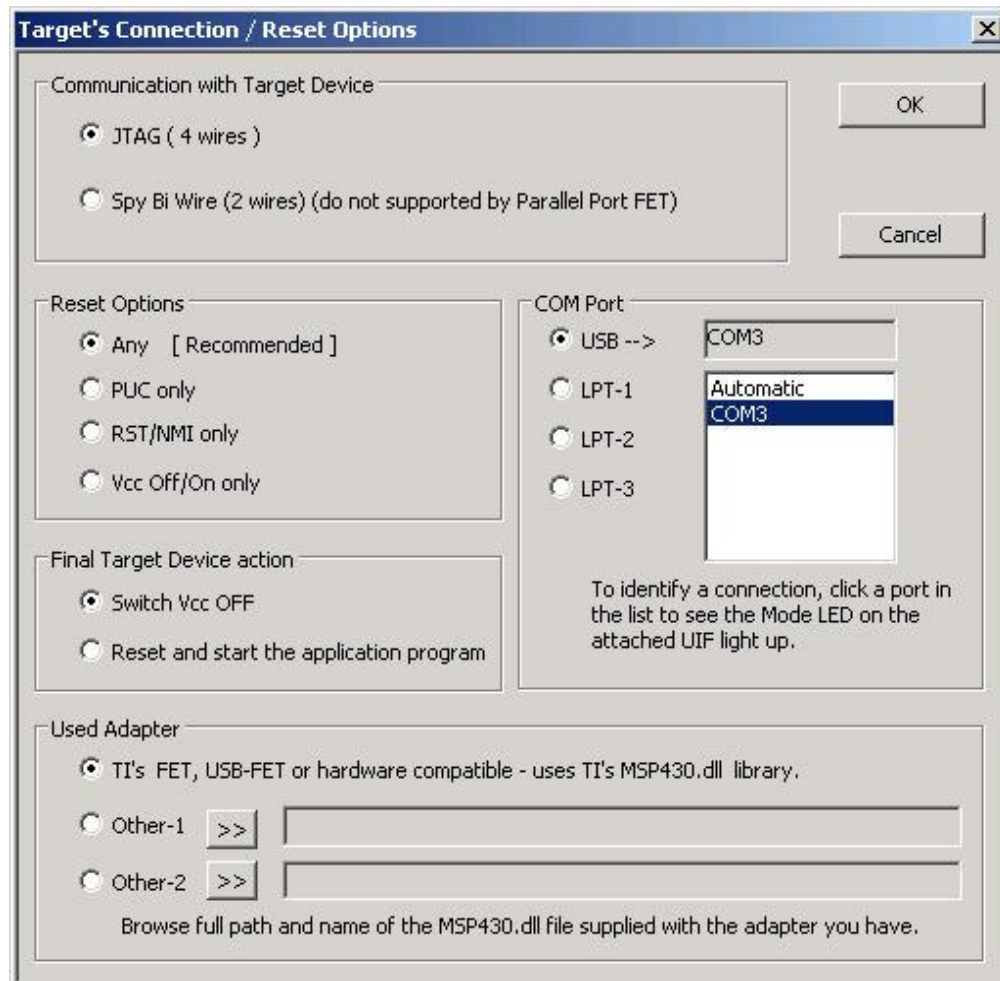 Target's Connection / Reset Options
Communication with Target Device
JTAG ( 4 wires )
Spy Bi Wire (2 wires) (do not supported by Parallel Port FET)
OK
Cancel
Reset Options
Any [ Recommended ]
PUC only
RST/NMI only
Vcc Off/On only
COM Port
USB -->
COM3
LPT-1
LPT-2
LPT-3
Automatic
COM3
To identify a connection, click a port in
the list to see the Mode LED on the
attached UIF light up.
Final Target Device action
Switch Vcc OFF
Reset and start the application program
Used Adapter
TI's FET, USB-FET or hardware compatible - uses TI's MSP430.dll library.
Other-1 >>
Other-2 >>
Browse full path and name of the MSP430.dll file supplied with the adapter you have.